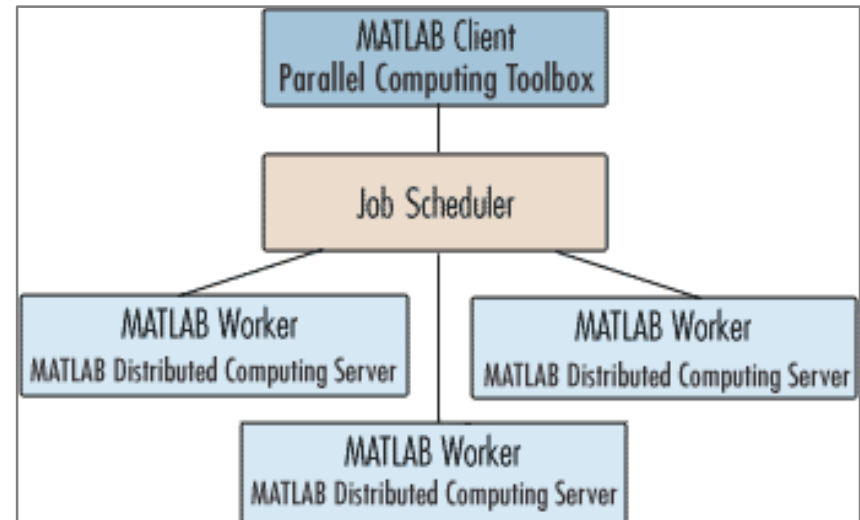 MATLAB Client
Parallel Computing Toolbox
Job Scheduler
MATLAB Worker
MATLAB Distributed Computing Server
MATLAB Worker
MATLAB Distributed Computing Server
MATLAB Worker
MATLAB Distributed Computing Server